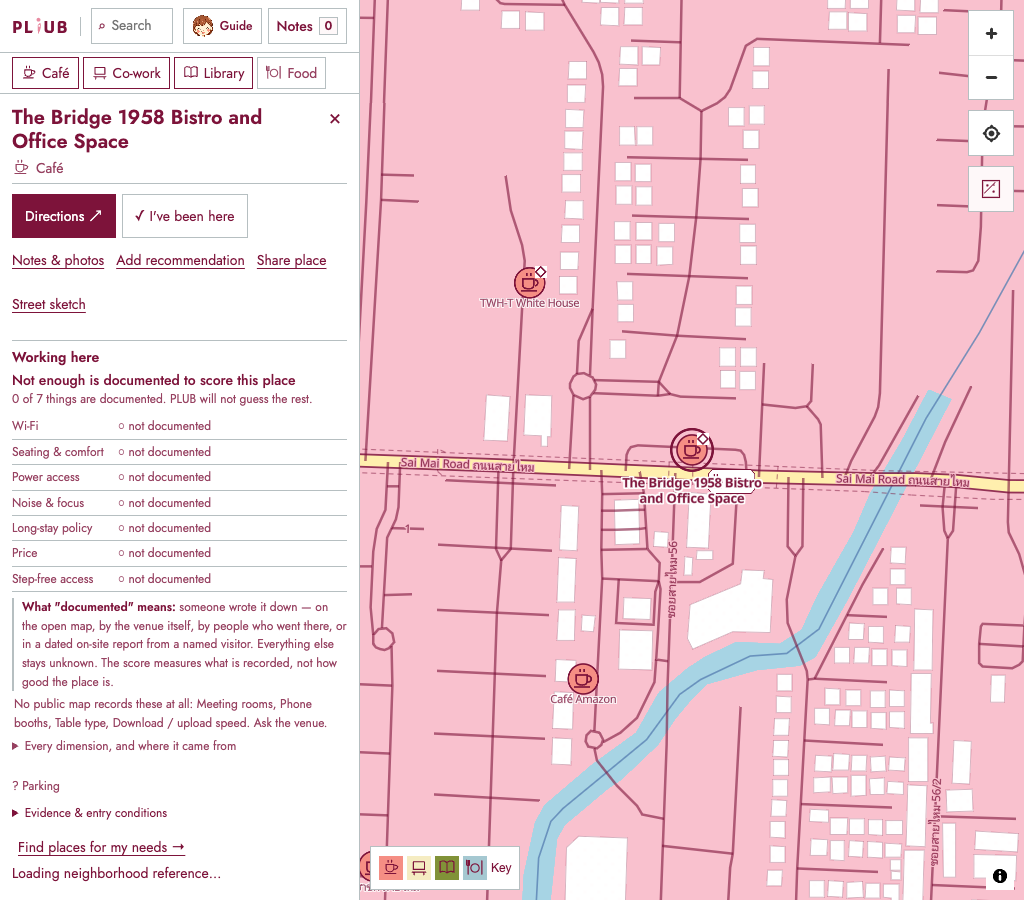 PLUB
Search
Guide
Notes 0
Café
Co-work
Library
Food
The Bridge 1958 Bistro and
Office Space
Café
Directions ↗
✓ I've been here
Notes & photos
Add recommendation
Share place
Street sketch
Working here
Not enough is documented to score this place
0 of 7 things are documented. PLUB will not guess the rest.
Wi-Fi ○ not documented
Seating & comfort ○ not documented
Power access ○ not documented
Noise & focus ○ not documented
Long-stay policy ○ not documented
Price ○ not documented
Step-free access ○ not documented
What "documented" means: someone wrote it down — on
the open map, by the venue itself, by people who went there, or
in a dated on-site report from a named visitor. Everything else
stays unknown. The score measures what is recorded, not how
good the place is.
No public map records these at all: Meeting rooms, Phone
booths, Table type, Download / upload speed. Ask the venue.
▶ Every dimension, and where it came from
? Parking
▶ Evidence & entry conditions
Find places for my needs →
Loading neighborhood reference...
TWH-T White House
Sai Mai Road ถนนสายไหม
The Bridge 1958 Bistro
and Office Space
Sai Mai Road ถนนสายไหม
1
ซอยสายไหม 56
Café Amazon
ซอยสายไหม 56/2
Key